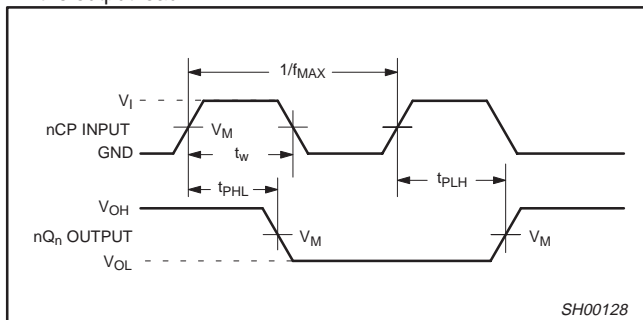 1/fMAX
VI
nCP INPUT
VM
GND
tw
tPHL
tPLH
VOH
nQn OUTPUT
VM
VM
VOL
SH00128